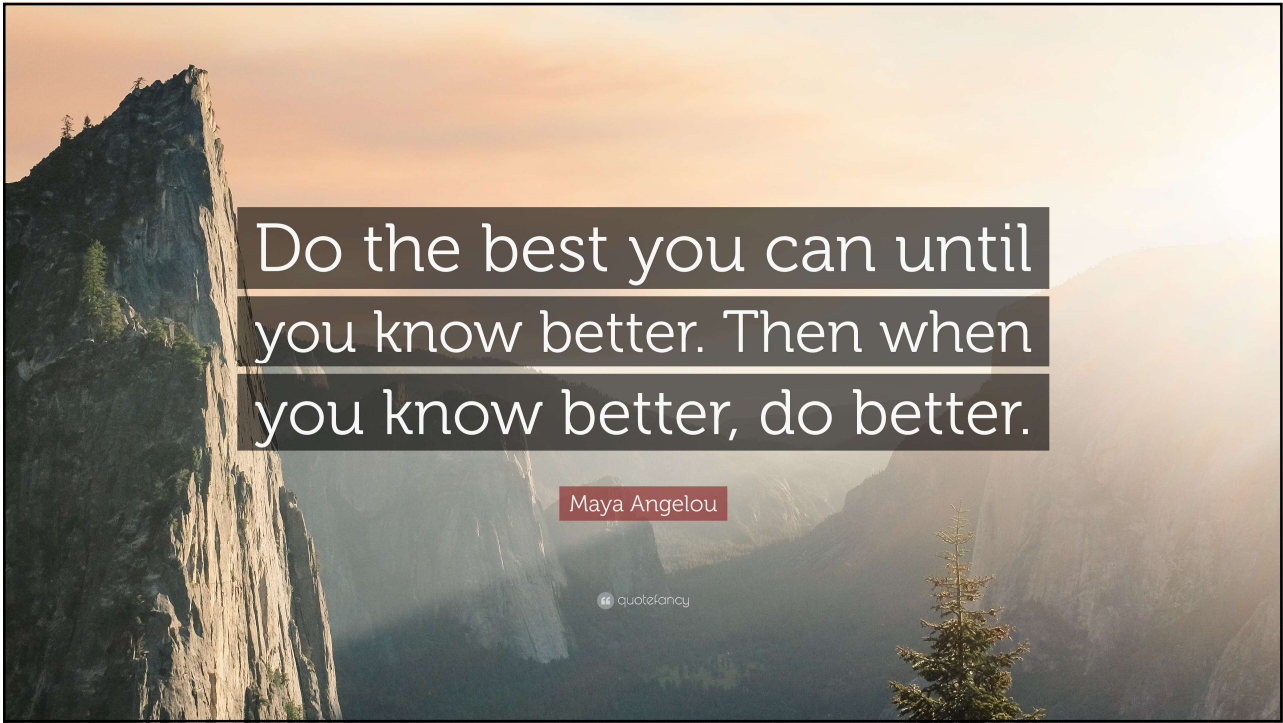 Do the best you can until
you know better. Then when
you know better, do better.
Maya Angelou
quotefancy